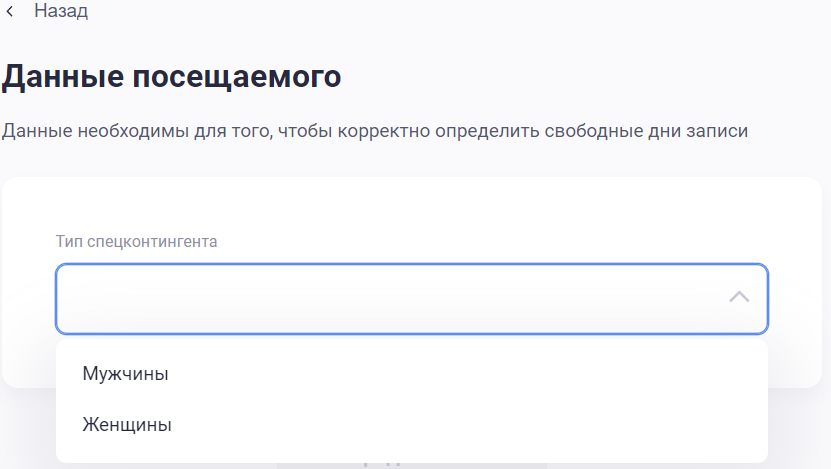 Назад
Данные посещаемого
Данные необходимы для того, чтобы корректно определить свободные дни записи
Тип спецконтингента
Мужчины
Женщины